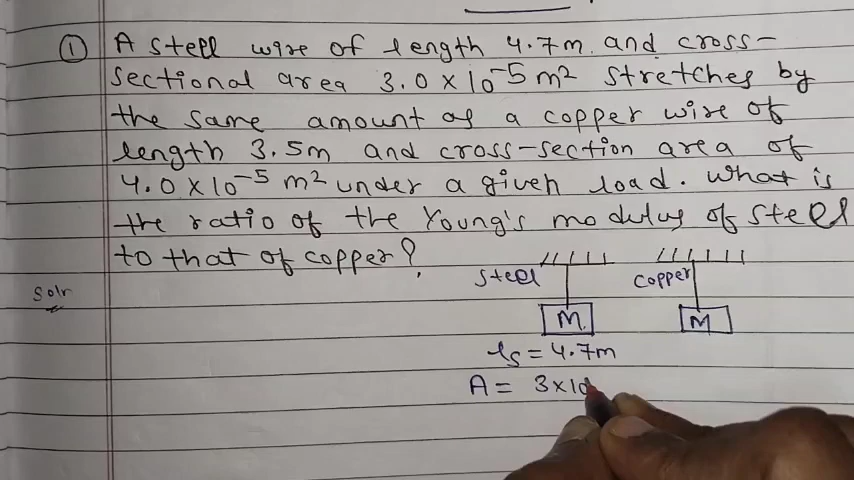 ① A steel wire of length 4.7m and cross-
sectional area 3.0 × 10⁻⁵ m² stretches by
the same amount as a copper wire of
length 3.5m and cross-section area of
4.0 × 10⁻⁵ m² under a given load. What is
the ratio of the Young's modulus of steel
to that of copper?
Steel copper
Soln
M M
ls = 4.7m
A = 3×10